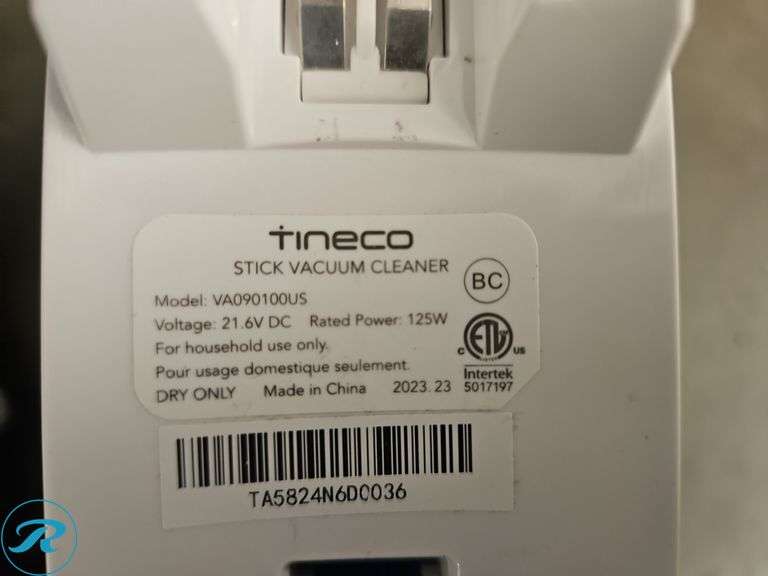 TINECO
STICK VACUUM CLEANER
BC
Model: VA090100US
Voltage: 21.6V DC Rated Power: 125W
For household use only.
Pour usage domestique seulement.
DRY ONLY Made in China 2023.23
C ETL US
INTERTEK
Intertek
5017197
TA5824N6D0036
R